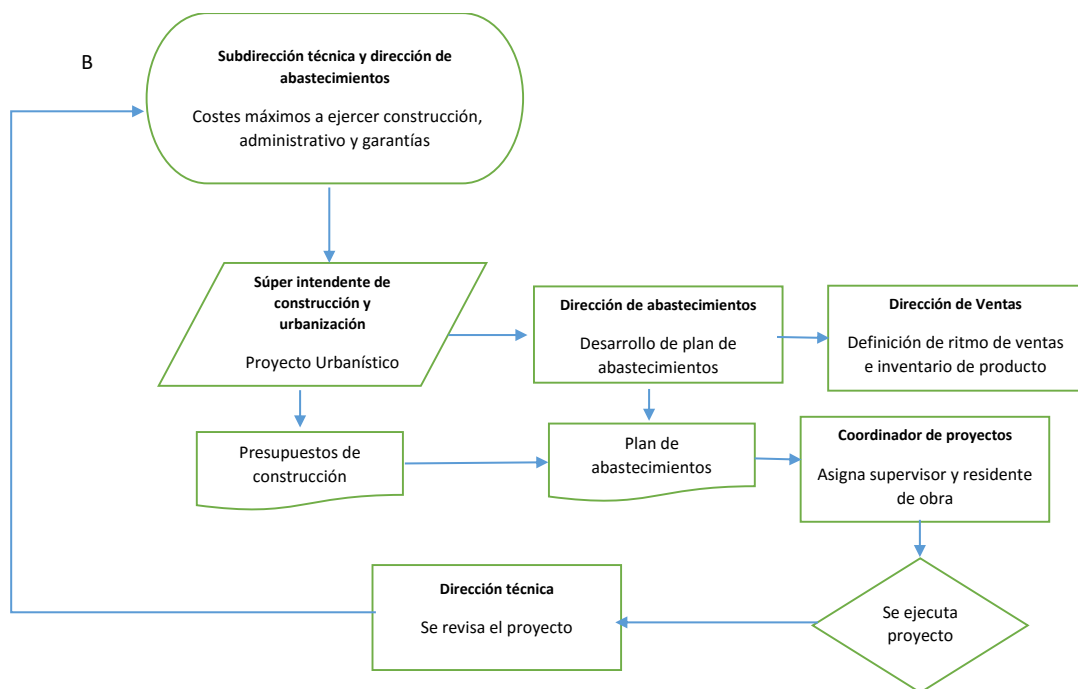 B
Subdirección técnica y dirección de
abastecimientos
Costes máximos a ejercer construcción,
administrativo y garantías
Súper intendente de
construcción y
urbanización
Proyecto Urbanístico
Dirección de abastecimientos
Desarrollo de plan de
abastecimientos
Dirección de Ventas
Definición de ritmo de ventas
e inventario de producto
Presupuestos de
construcción
Plan de
abastecimientos
Coordinador de proyectos
Asigna supervisor y residente
de obra
Dirección técnica
Se revisa el proyecto
Se ejecuta
proyecto